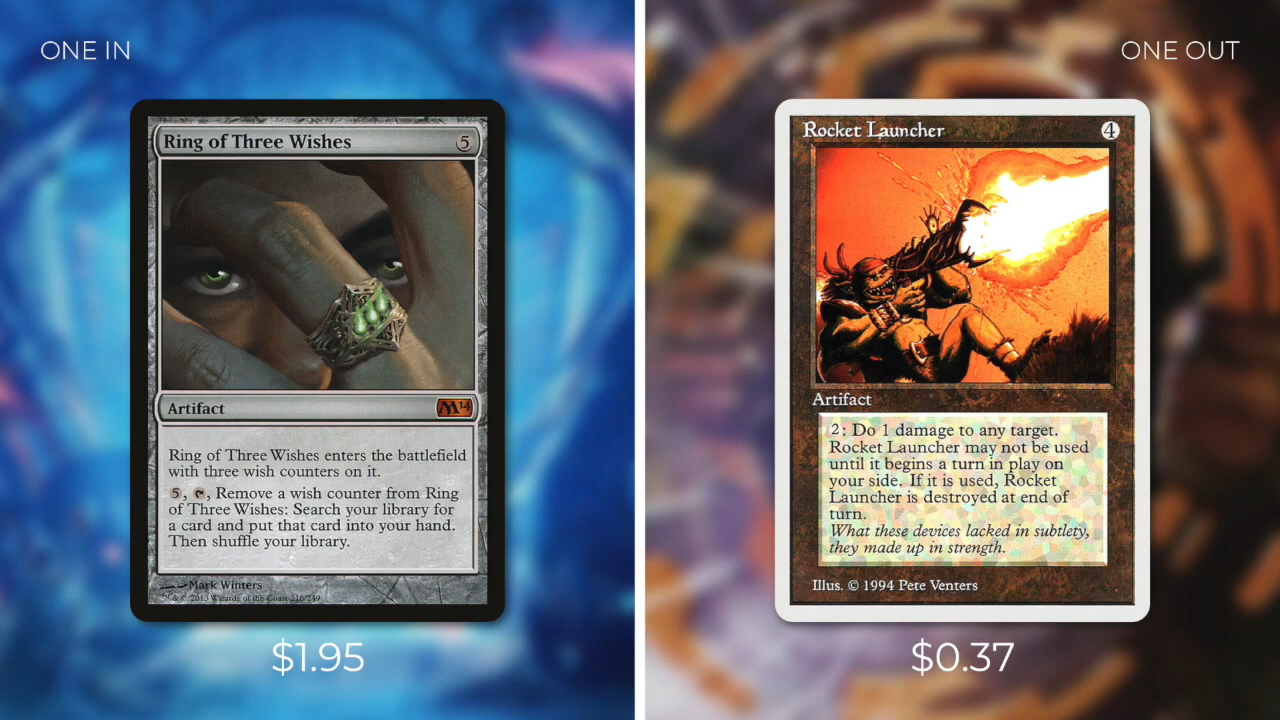 ONE IN
Ring of Three Wishes 5
Artifact
M14
Ring of Three Wishes enters the battlefield
with three wish counters on it.
5, , Remove a wish counter from Ring
of Three Wishes: Search your library for
a card and put that card into your hand.
Then shuffle your library.
Mark Winters
$1.95
ONE OUT
Rocket Launcher 4
Artifact
2: Do 1 damage to any target.
Rocket Launcher may not be used
until it begins a turn in play on
your side. If it is used, Rocket
Launcher is destroyed at end of
turn.
What these devices lacked in subtlety,
they made up in strength.
Illus. © 1994 Pete Venters
$0.37